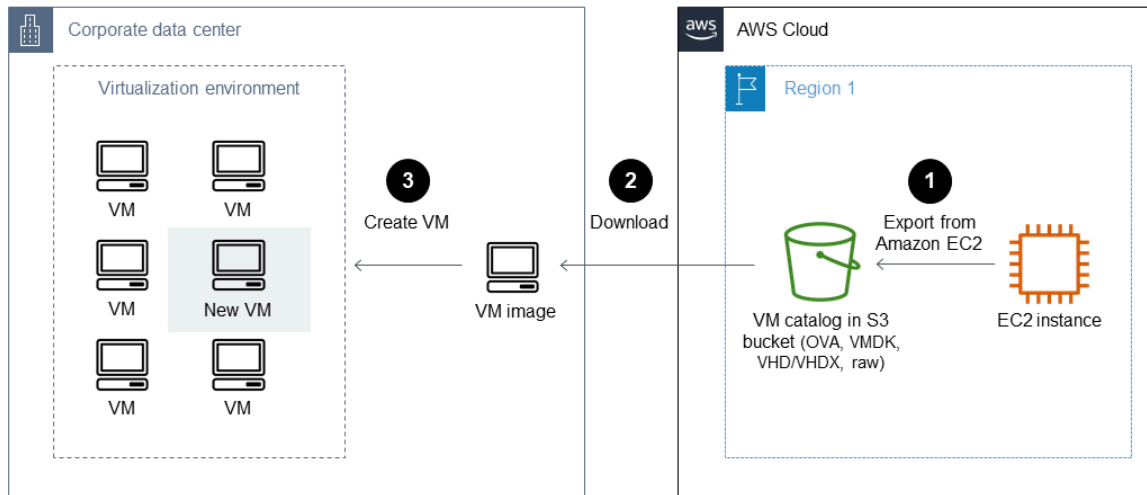 Corporate data center
Virtualization environment
VM
VM
VM
New VM
VM
VM
3
Create VM
VM image
2
Download
aws
AWS Cloud
Region 1
1
Export from
Amazon EC2
VM catalog in S3
bucket (OVA, VMDK,
VHD/VHDX, raw)
EC2 instance